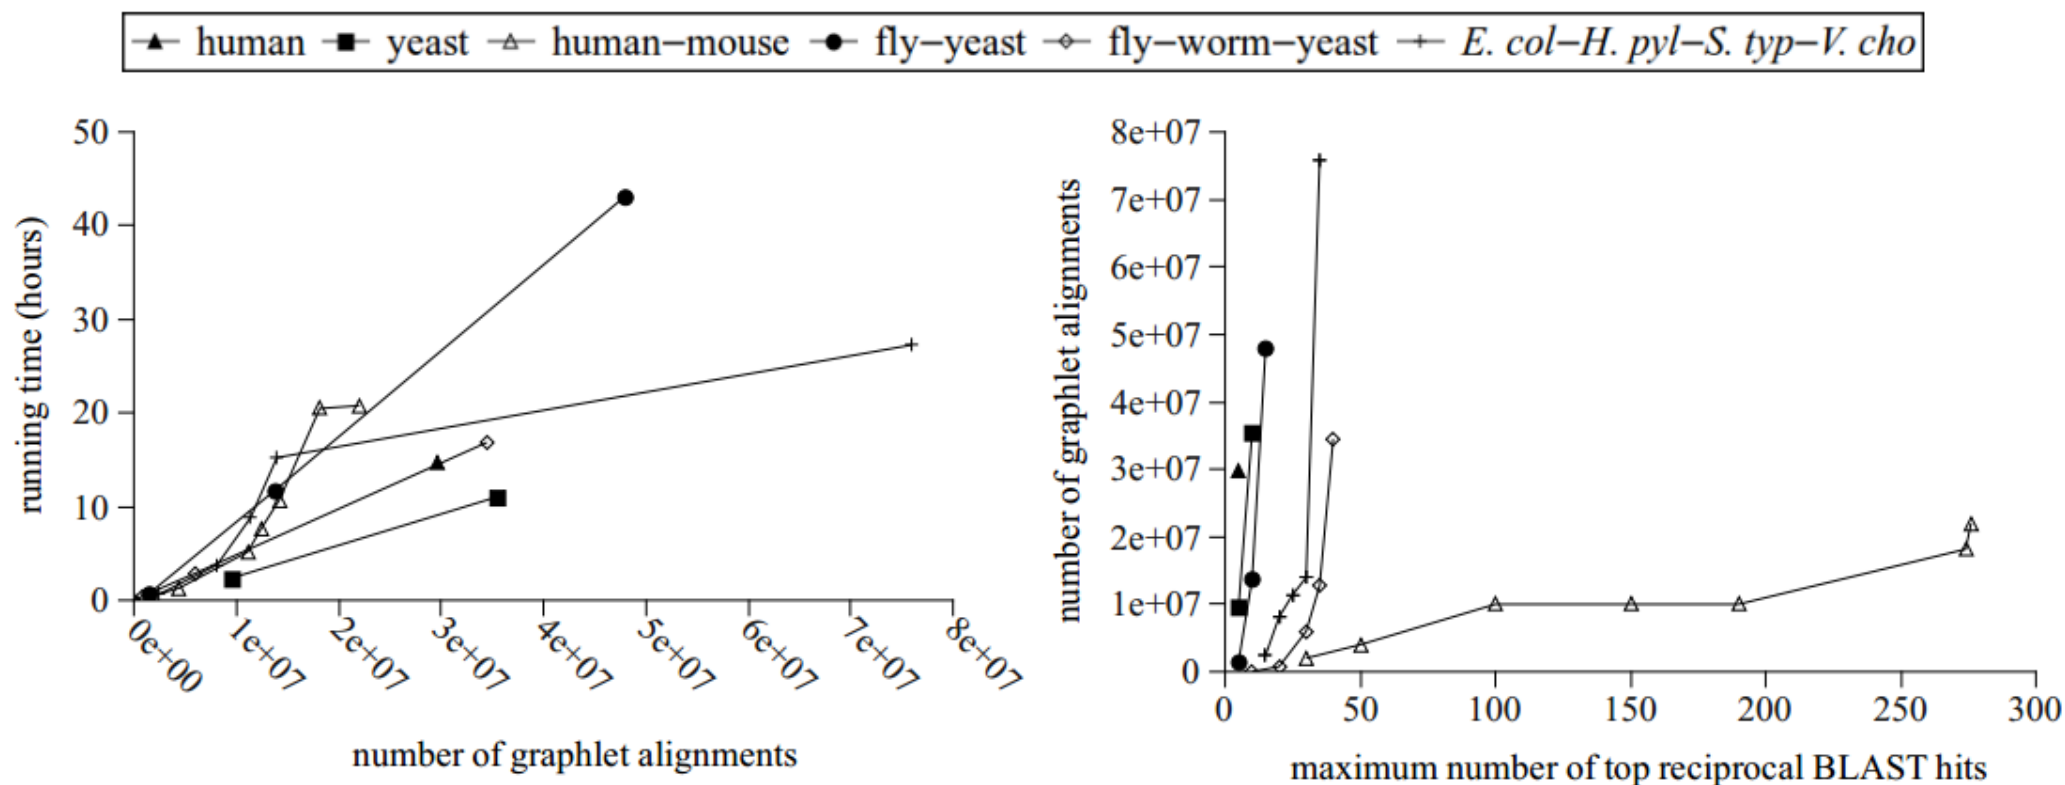 human yeast human–mouse fly–yeast fly–worm–yeast E. col–H. pyl–S. typ–V. cho
running time (hours)
50
40
30
20
10
0
0e+00 1e+07 2e+07 3e+07 4e+07 5e+07 6e+07 7e+07 8e+07
number of graphlet alignments
number of graphlet alignments
8e+07
7e+07
6e+07
5e+07
4e+07
3e+07
2e+07
1e+07
0
0 50 100 150 200 250 300
maximum number of top reciprocal BLAST hits